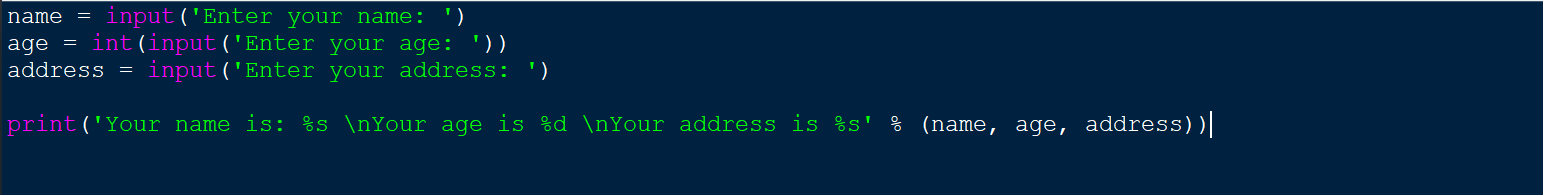 name = input('Enter your name: ')
age = int(input('Enter your age: '))
address = input('Enter your address: ')
print('Your name is: %s \nYour age is %d \nYour address is %s' % (name, age, address))